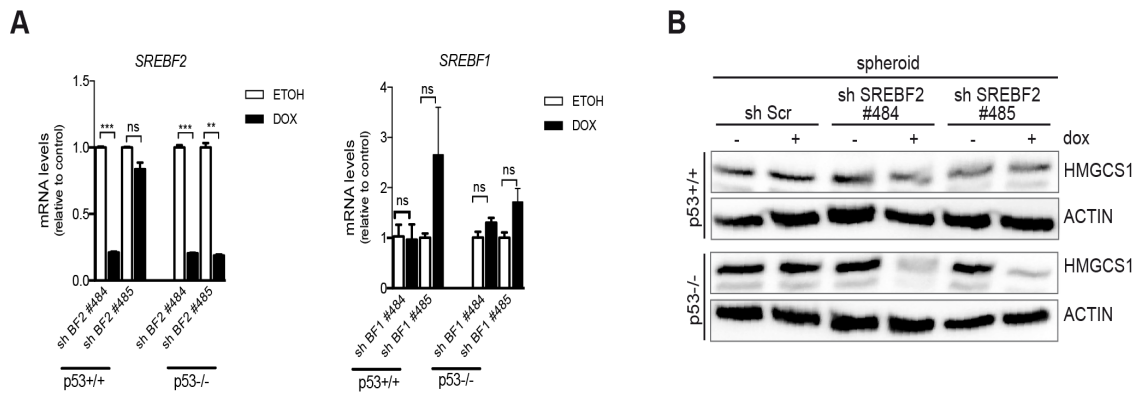 A
SREBF2
mRNA levels
(relative to control)
1.5
1.0
0.5
0.0
***
ns
***
**
ETOH
DOX
sh BF2 #484
sh BF2 #485
sh BF2 #484
sh BF2 #485
p53+/+
p53-/-
SREBF1
mRNA levels
(relative to control)
4
3
2
1
0
ns
ns
ns
ns
ETOH
DOX
sh BF1 #484
sh BF1 #485
sh BF1 #484
sh BF1 #485
p53+/+
p53-/-
B
spheroid
sh Scr
sh SREBF2
#484
sh SREBF2
#485
- + - + - + dox
p53+/+
HMGCS1
ACTIN
p53-/-
HMGCS1
ACTIN